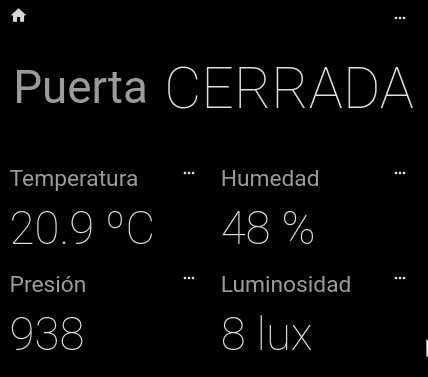 Puerta CERRADA
Temperatura
Humedad
20.9 ºC
48 %
Presión
Luminosidad
938
8 lux